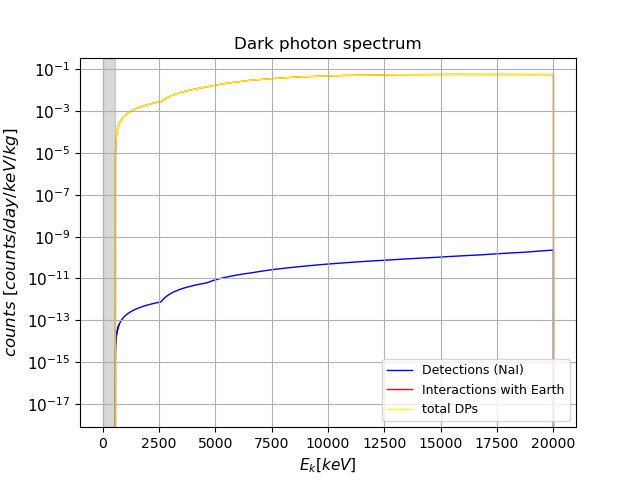 Dark photon spectrum
counts [counts/day/keV/kg]
10⁻¹
10⁻³
10⁻⁵
10⁻⁷
10⁻⁹
10⁻¹¹
10⁻¹³
10⁻¹⁵
10⁻¹⁷
Detections (NaI)
Interactions with Earth
total DPs
0 2500 5000 7500 10000 12500 15000 17500 20000
Eₖ[keV]